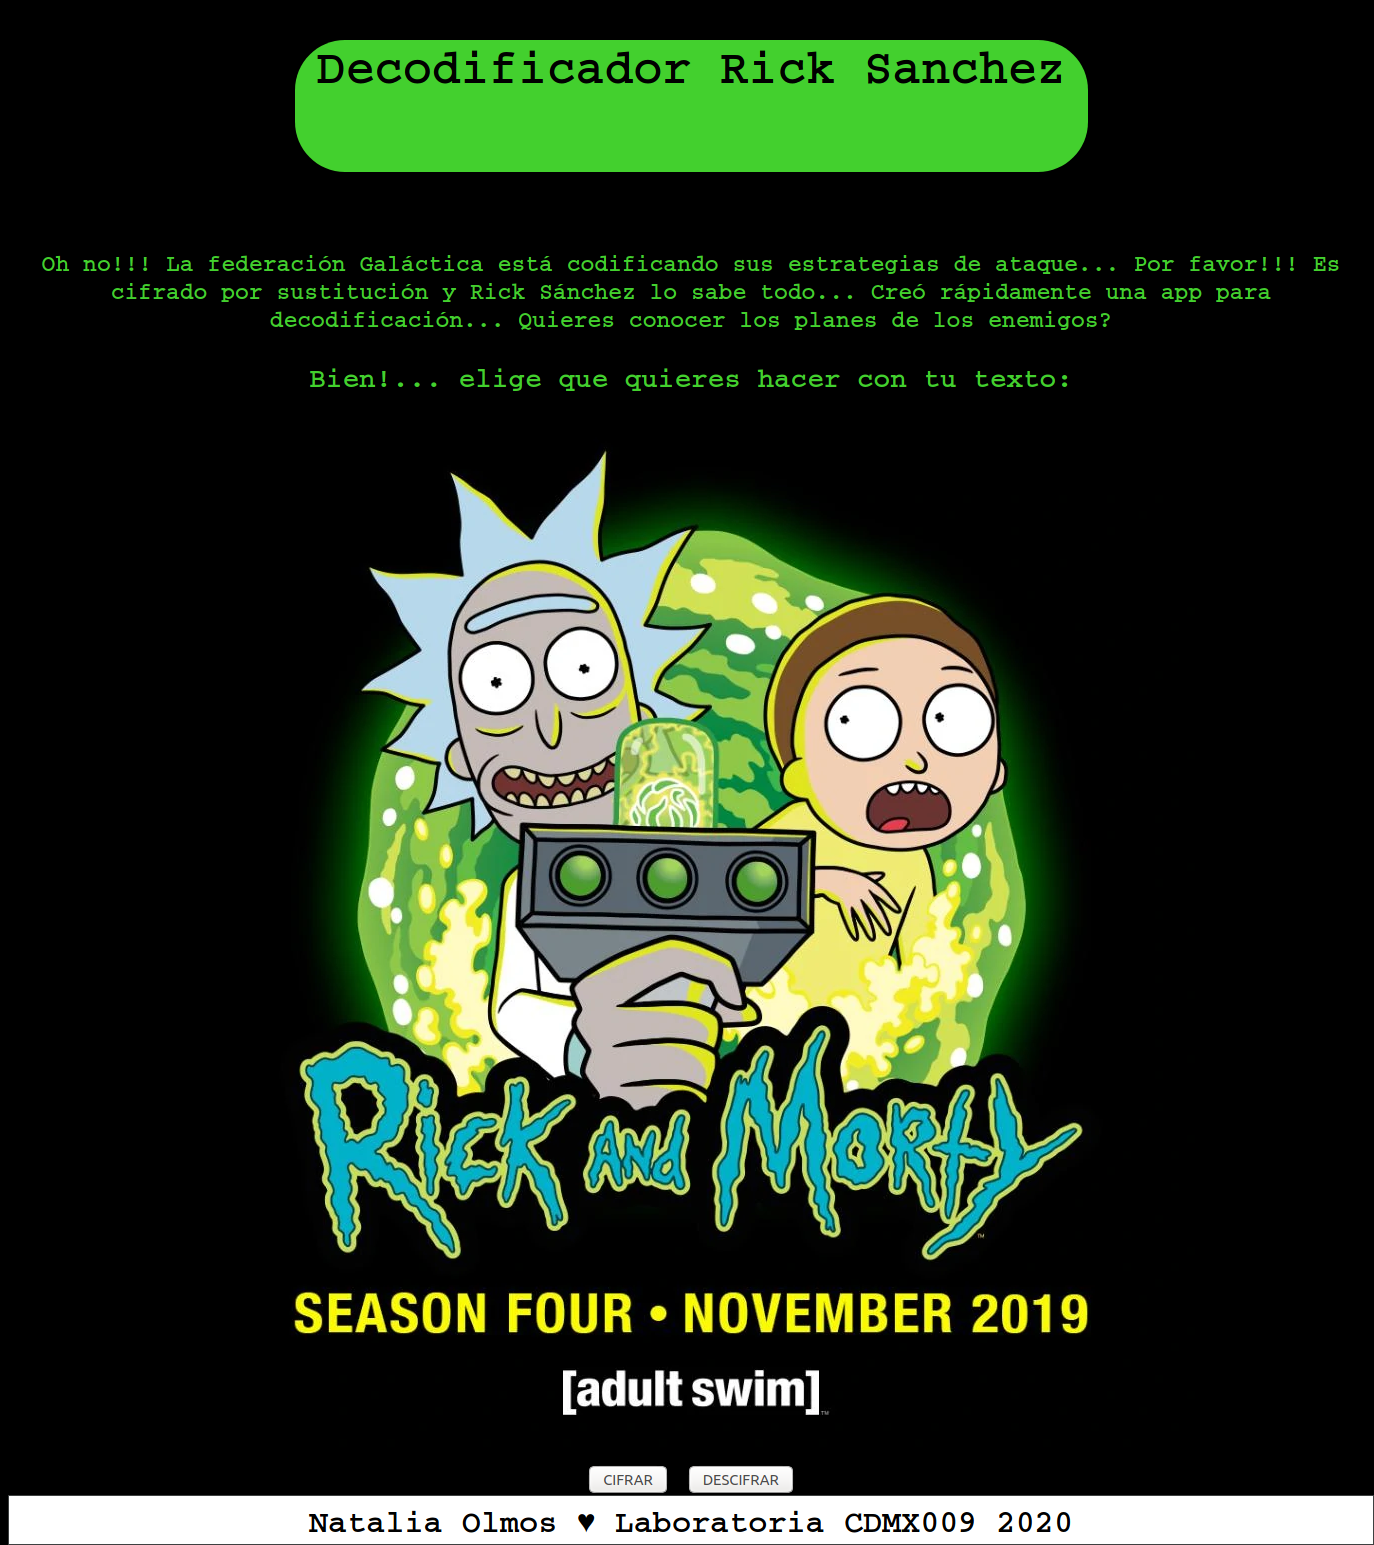 Decodificador Rick Sanchez
Oh no!!! La federación Galáctica está codificando sus estrategias de ataque... Por favor!!! Es
cifrado por sustitución y Rick Sánchez lo sabe todo... Creó rápidamente una app para
decodificación... Quieres conocer los planes de los enemigos?
Bien!... elige que quieres hacer con tu texto:
RICK AND MORTY™
SEASON FOUR • NOVEMBER 2019
[adult swim]™
CIFRAR DESCIFRAR
Natalia Olmos ♥ Laboratoria CDMX009 2020